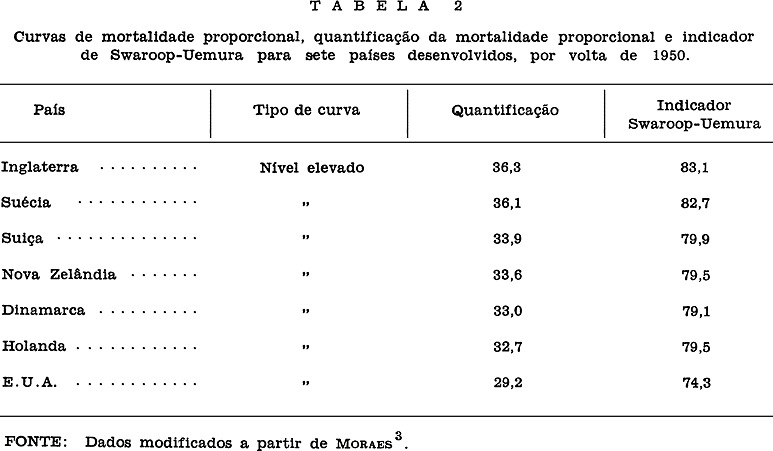 TABELA 2
Curvas de mortalidade proporcional, quantificação da mortalidade proporcional e indicador
de Swaroop-Uemura para sete países desenvolvidos, por volta de 1950.
País Tipo de curva Quantificação Indicador Swaroop-Uemura
Inglaterra .......... Nível elevado 36,3 83,1
Suécia ............ " 36,1 82,7
Suiça .............. " 33,9 79,9
Nova Zelândia ....... " 33,6 79,5
Dinamarca .......... " 33,0 79,1
Holanda ............ " 32,7 79,5
E.U.A. ............ " 29,2 74,3
FONTE: Dados modificados a partir de MORAES³.